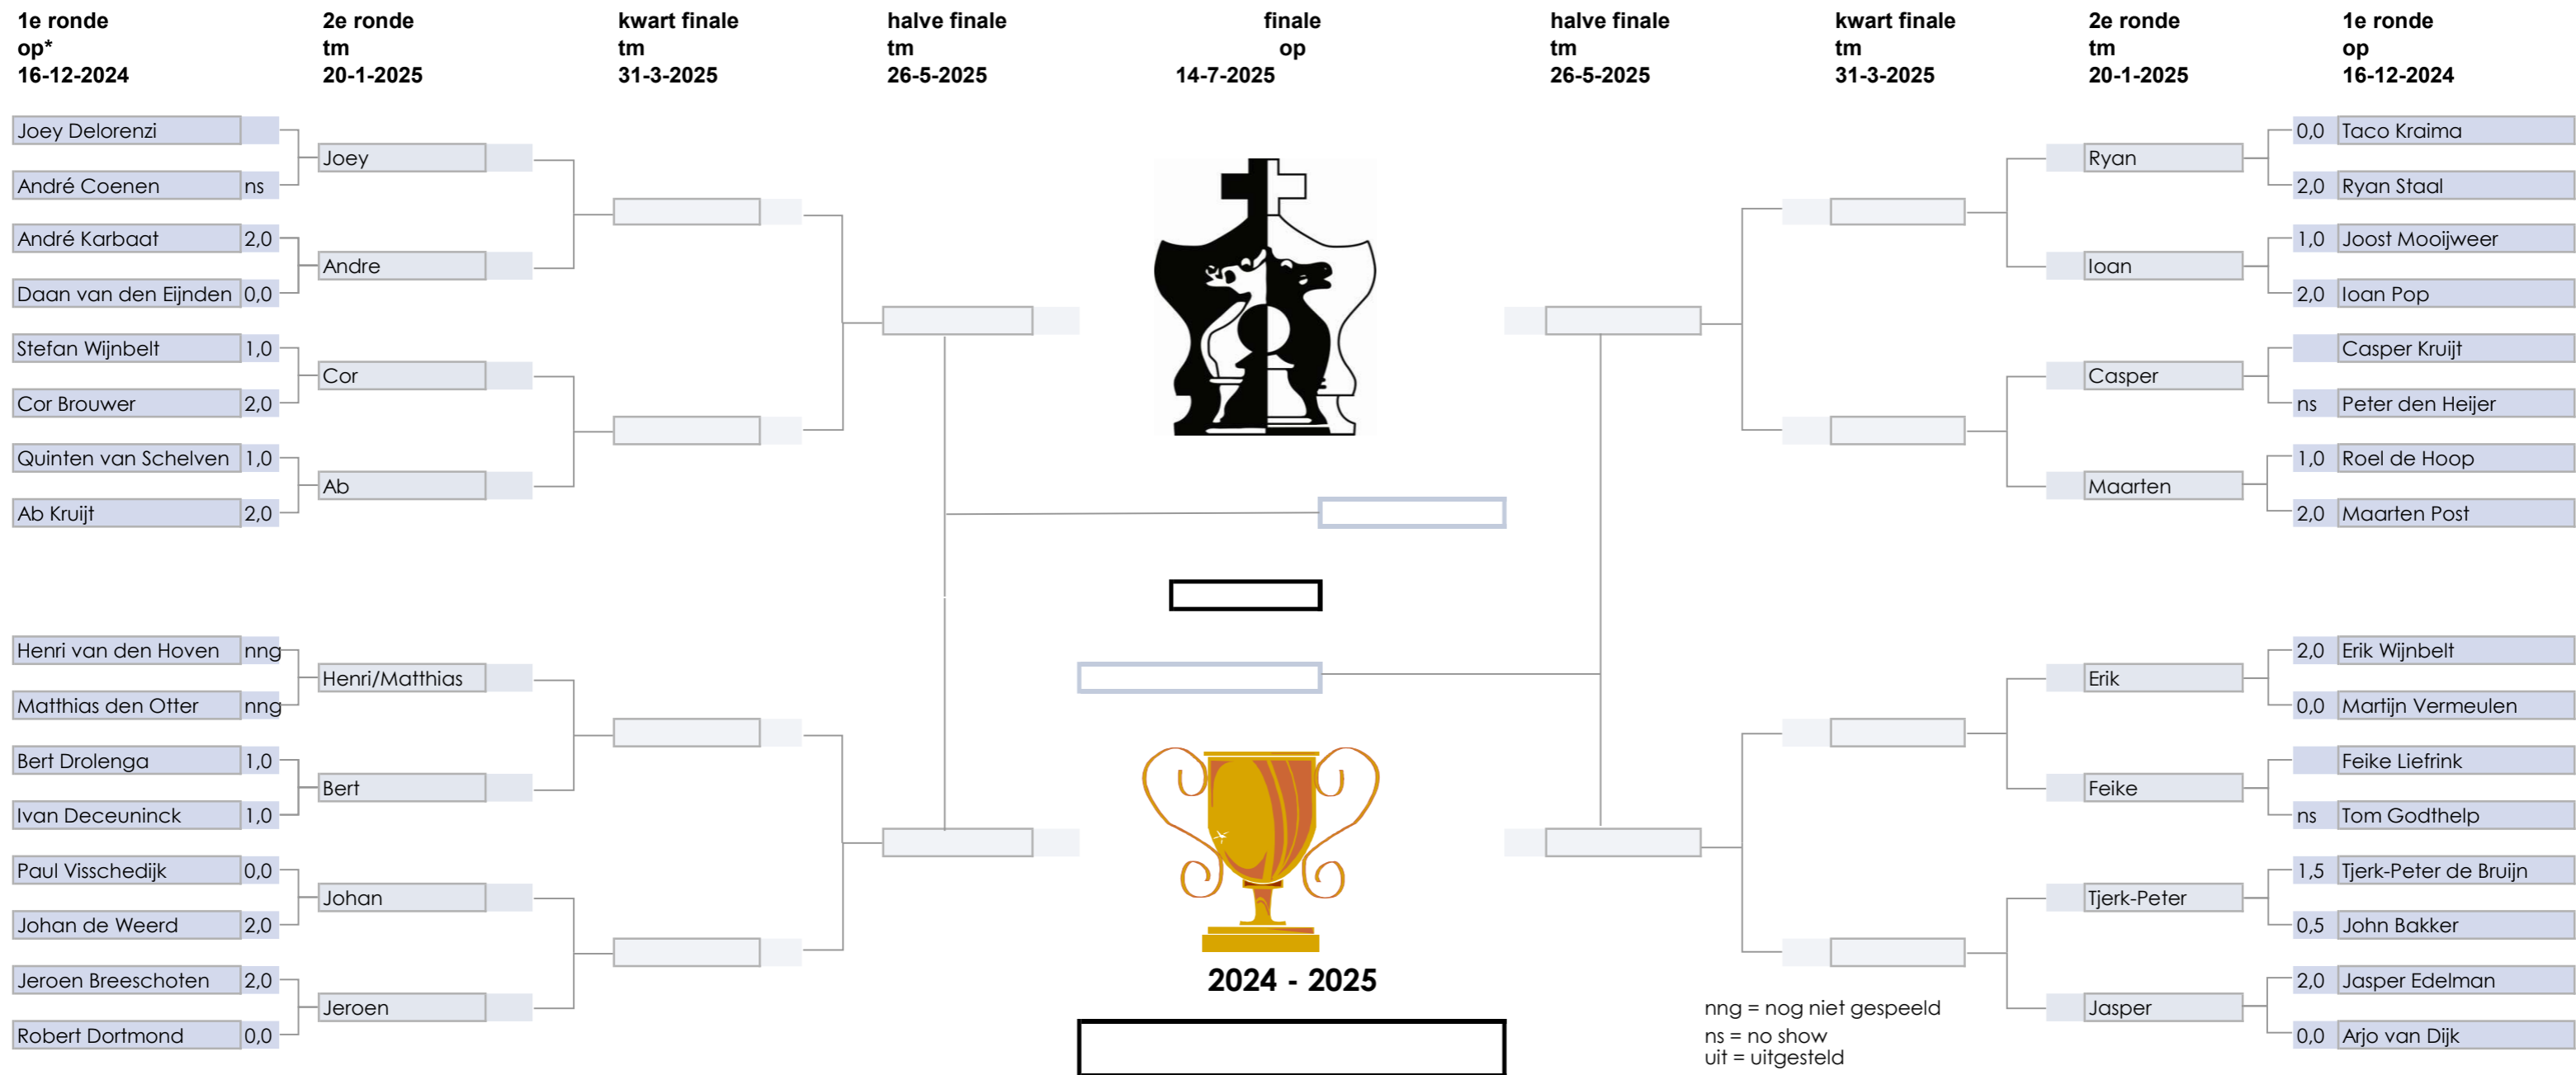 1e ronde 2e ronde kwart finale halve finale finale halve finale kwart finale 2e ronde 1e ronde
op* tm tm tm op tm tm tm op
16-12-2024 20-1-2025 31-3-2025 26-5-2025 14-7-2025 26-5-2025 31-3-2025 20-1-2025 16-12-2024
Joey Delorenzi 0,0 Taco Kraima
Joey Ryan
André Coenen ns 2,0 Ryan Staal
André Karbaat 2,0 1,0 Joost Mooijweer
Andre Ioan
Daan van den Eijnden 0,0 2,0 Ioan Pop
Stefan Wijnbelt 1,0 Casper Kruijt
Cor Casper
Cor Brouwer 2,0 ns Peter den Heijer
Quinten van Schelven 1,0 1,0 Roel de Hoop
Ab Maarten
Ab Kruijt 2,0 2,0 Maarten Post
Henri van den Hoven nng 2,0 Erik Wijnbelt
Henri/Matthias Erik
Matthias den Otter nng 0,0 Martijn Vermeulen
Bert Drolenga 1,0 Feike Liefrink
Bert Feike
Ivan Deceuninck 1,0 ns Tom Godthelp
Paul Visschedijk 0,0 1,5 Tjerk-Peter de Bruijn
Johan Tjerk-Peter
Johan de Weerd 2,0 0,5 John Bakker
Jeroen Breeschoten 2,0 2024 - 2025 2,0 Jasper Edelman
Jeroen nng = nog niet gespeeld Jasper
Robert Dortmond 0,0 ns = no show 0,0 Arjo van Dijk
uit = uitgesteld